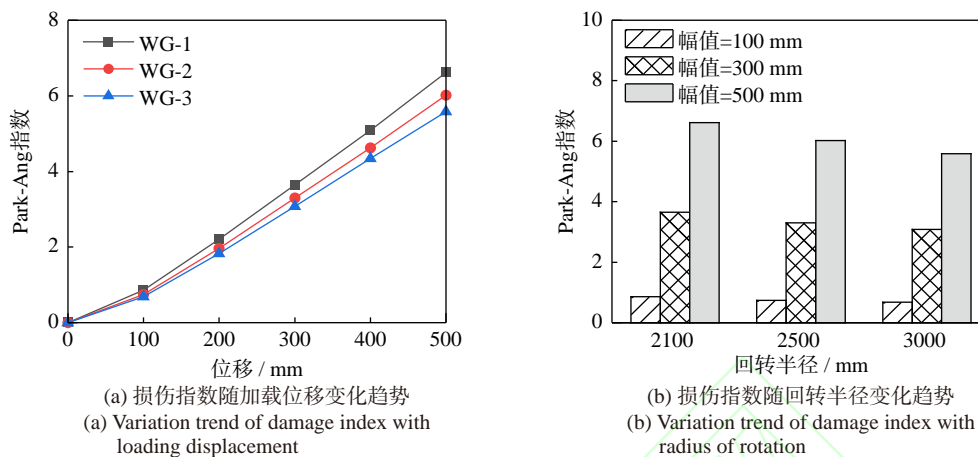 8
6
4
2
0
Park-Ang指数
WG-1
WG-2
WG-3
0 100 200 300 400 500
位移 / mm
(a) 损伤指数随加载位移变化趋势
(a) Variation trend of damage index with
loading displacement
10
8
6
4
2
0
Park-Ang指数
幅值=100 mm
幅值=300 mm
幅值=500 mm
2100 2500 3000
回转半径 / mm
(b) 损伤指数随回转半径变化趋势
(b) Variation trend of damage index with
radius of rotation